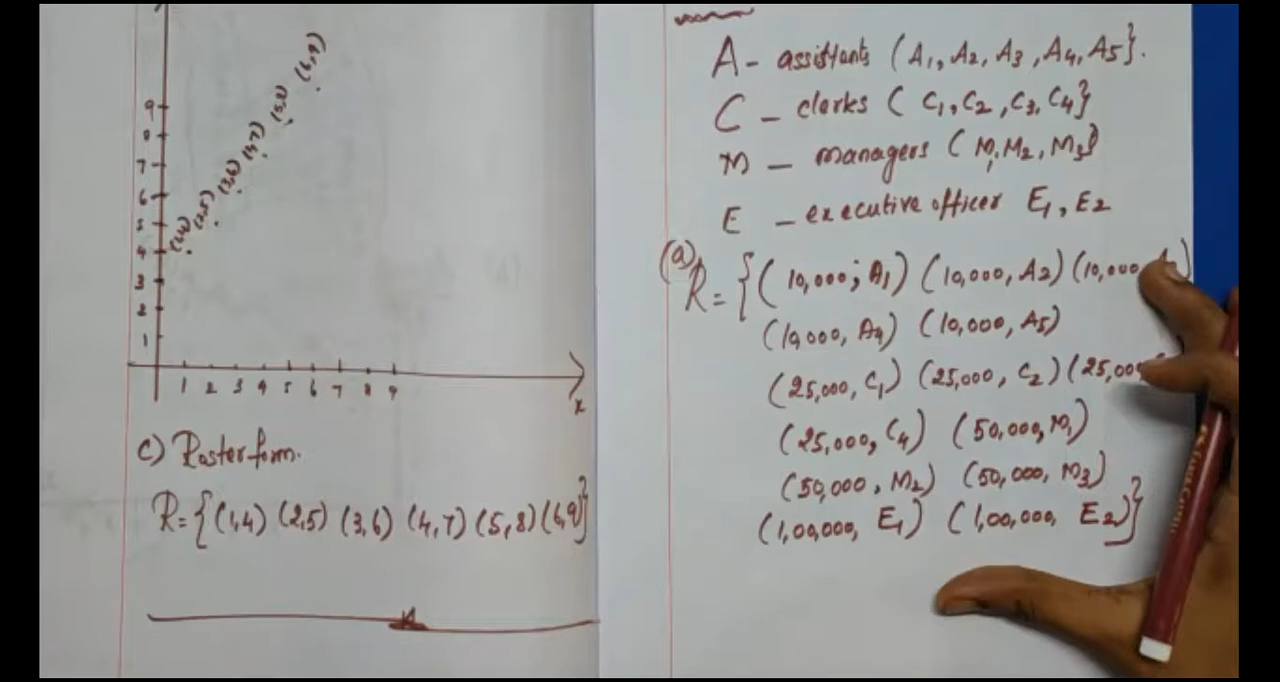 (1,4) (2,5) (3,6) (4,7) (5,8) (6,9)
9
8
7
6
5
4
3
2
1
1 2 3 4 5 6 7 8 9
x
c) Roster form.
R={(1,4) (2,5) (3,6) (4,7) (5,8) (6,9)}
A - assistants (A1, A2, A3, A4, A5}.
C - clerks ( C1, C2, C3, C4}
M - managers ( M1 M2, M3)
E - executive officer E1, E2
(a) R = {( 10,000; A1) (10,000, A2) (10,000
(10,000, A4) (10,000, A5)
(25,000, C1) (25,000, C2) (25,000
(25,000, C4) (50,000, M1)
(50,000, M2) (50,000, M3)
(1,00,000, E1) (1,00,000, E2)}